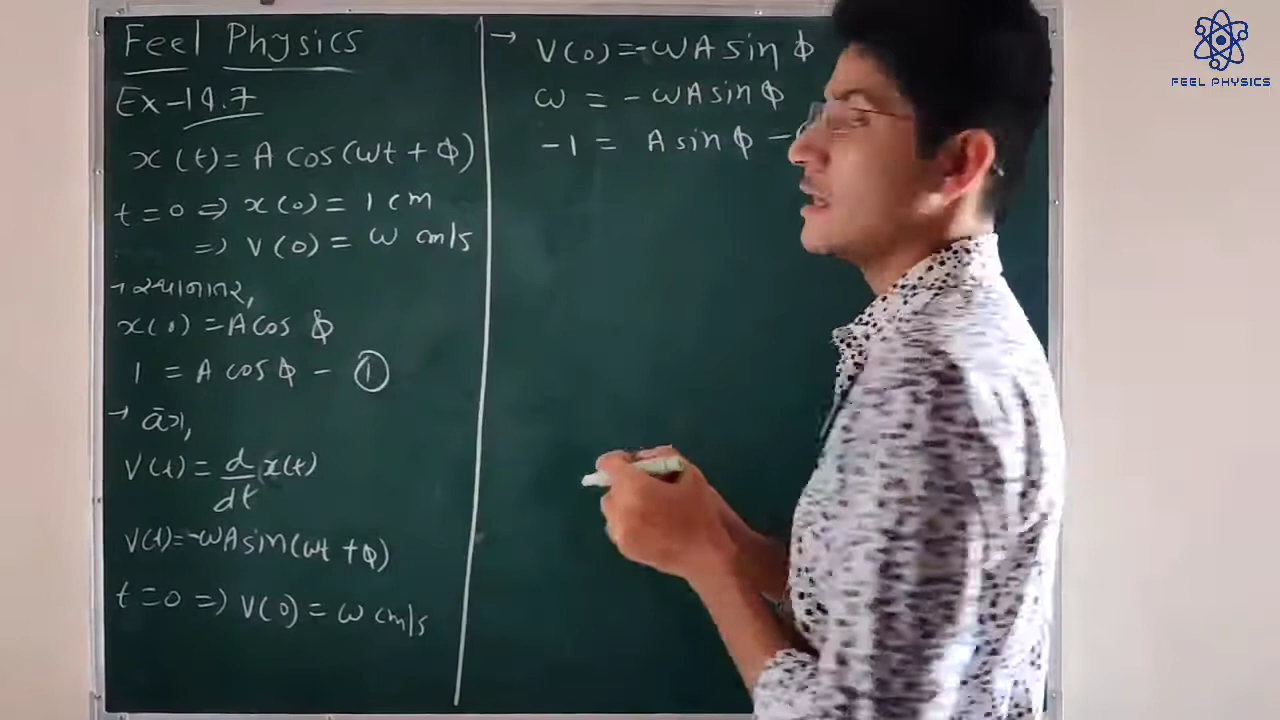 Feel Physics
Ex-14.7
x(t) = A cos(ωt + ϕ)
t=0 ⇒ x(0) = 1 cm
⇒ V(0) = ω cm/s
→ સ્થાનાંતર,
x(0) = A cos ϕ
1 = A cos ϕ - ①
→ વેગ,
V(t) = d/dt x(t)
V(t) = -ωA sin(ωt + ϕ)
t=0 ⇒ V(0) = ω cm/s
→ V(0) = -ωA sin ϕ
ω = -ωA sin ϕ
-1 = A sin ϕ -
FEEL PHYSICS